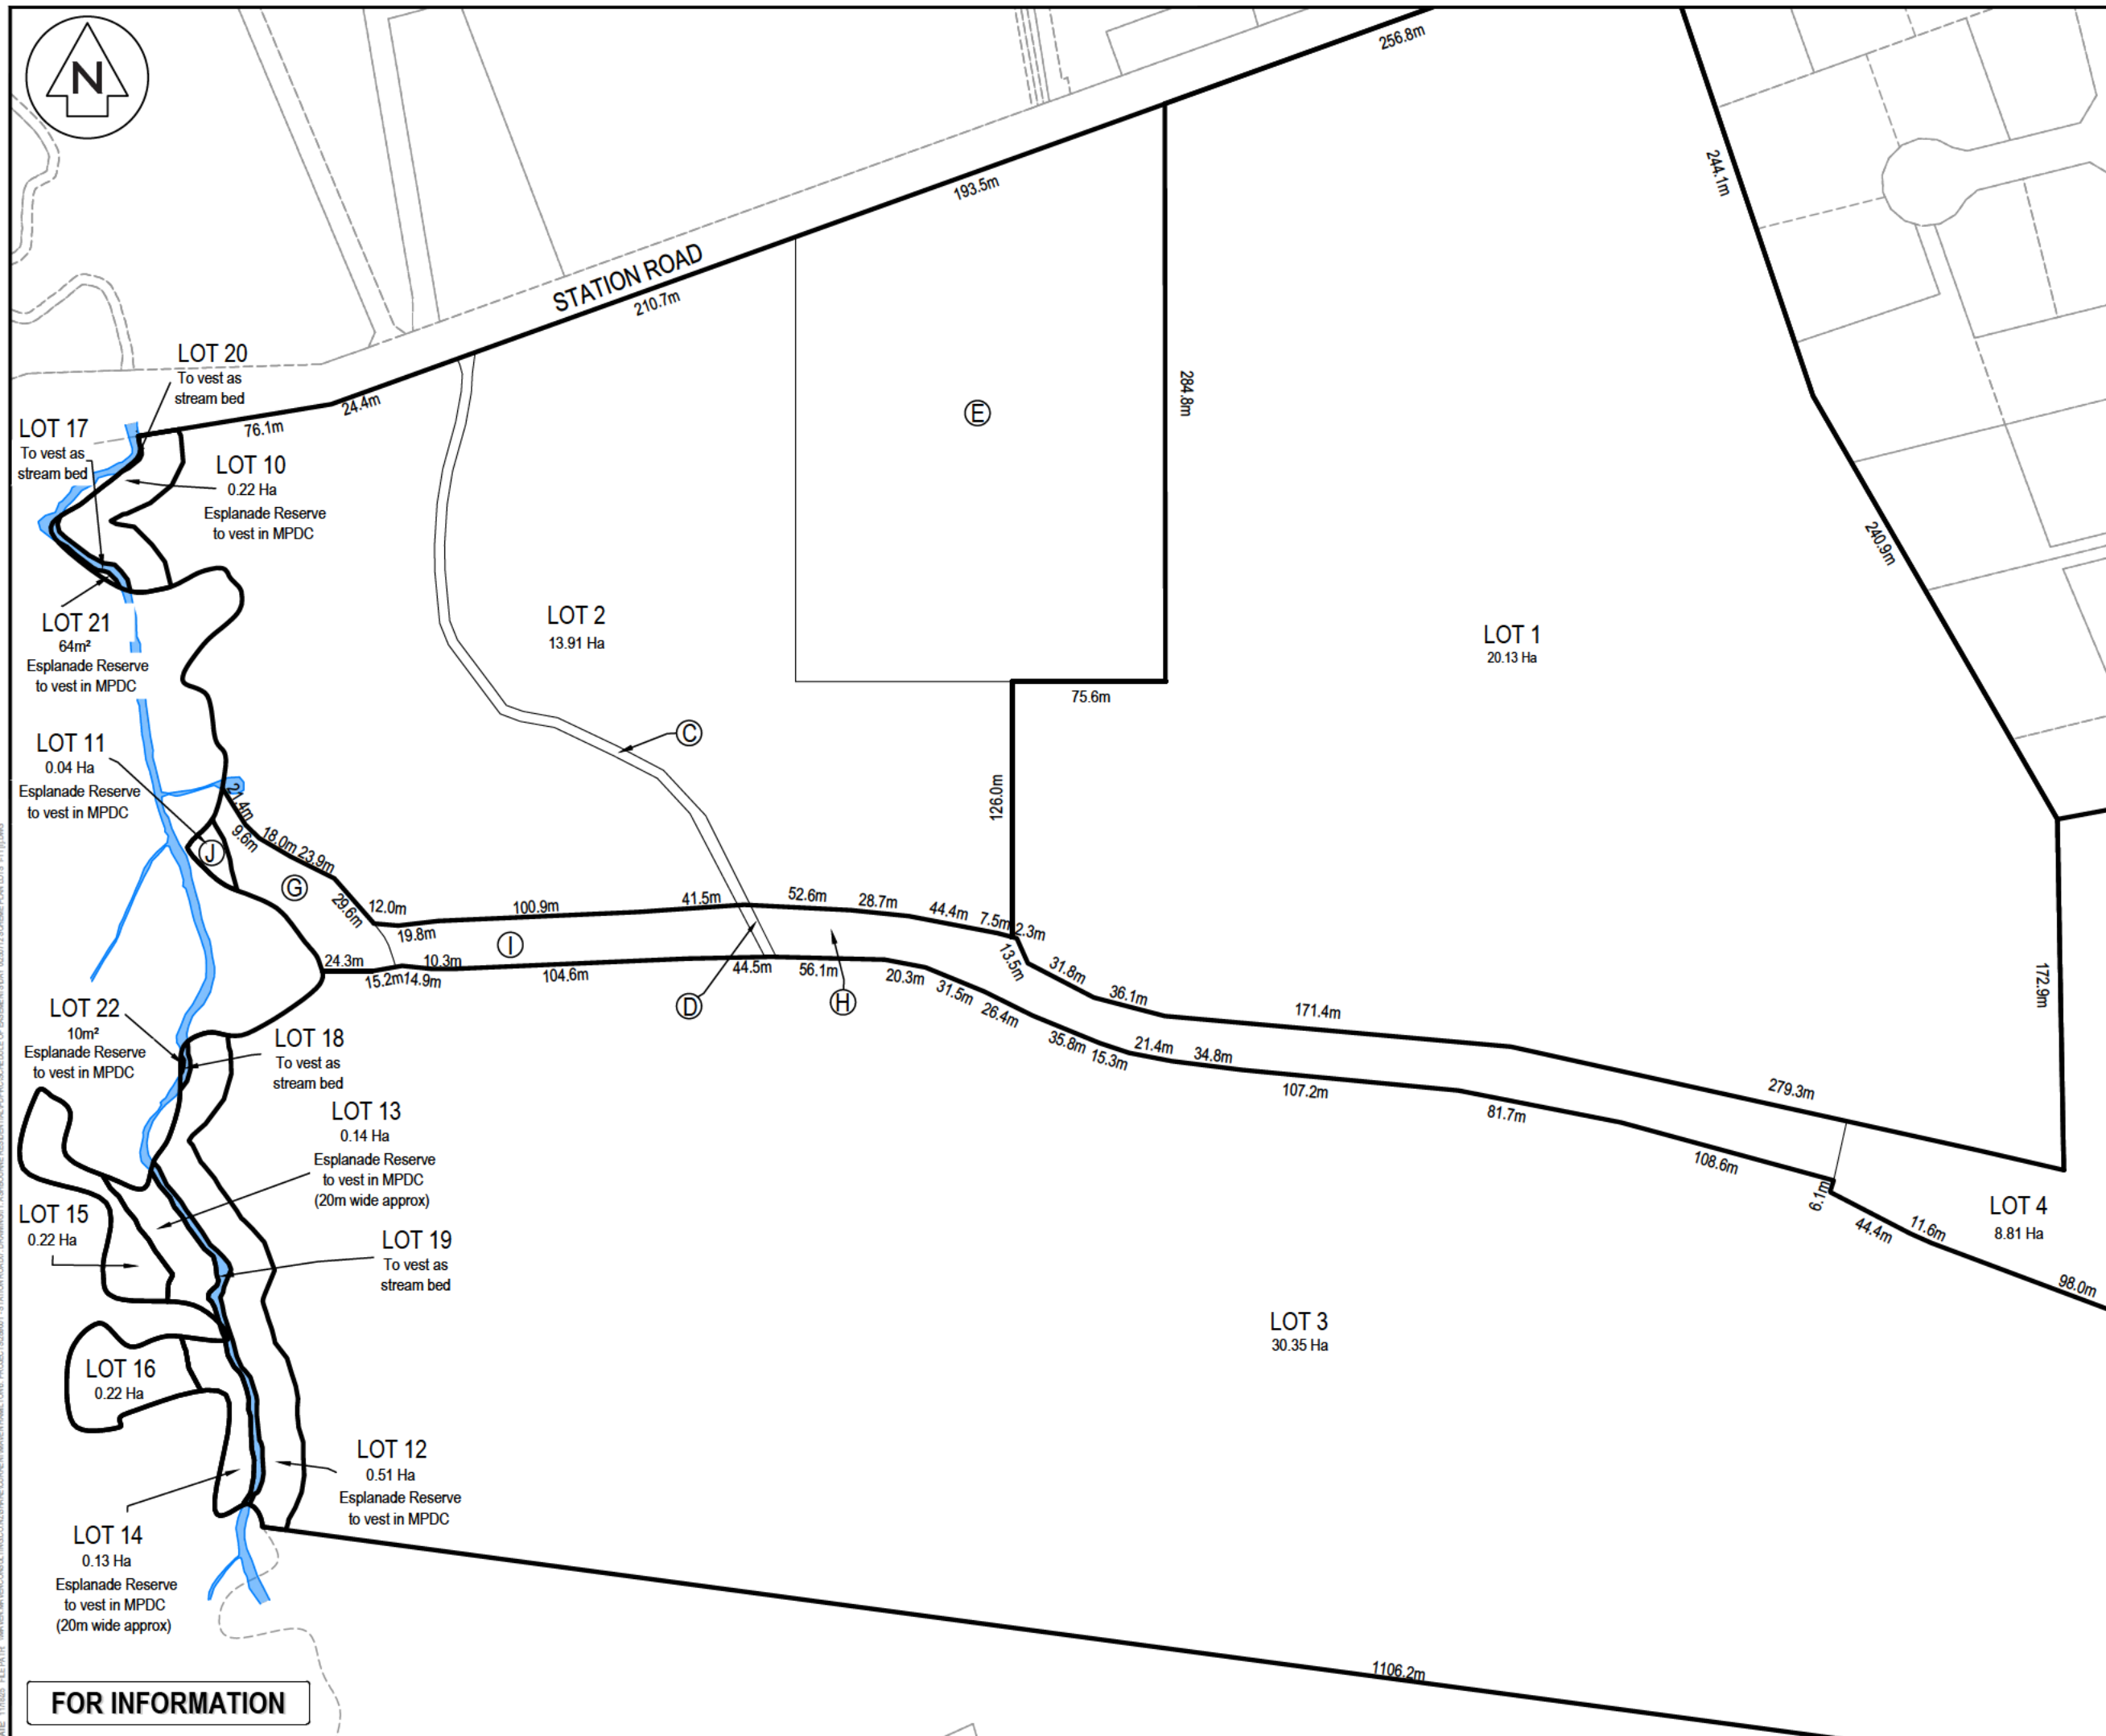 N
256.8m
193.5m
STATION ROAD
210.7m
244.1m
24.4m
76.1m
284.8m
240.9m
LOT 20
To vest as
stream bed
LOT 17
To vest as
stream bed
LOT 10
0.22 Ha
Esplanade Reserve
to vest in MPDC
E
LOT 21
64m²
Esplanade Reserve
to vest in MPDC
LOT 2
13.91 Ha
LOT 1
20.13 Ha
75.6m
C
LOT 11
0.04 Ha
Esplanade Reserve
to vest in MPDC
126.0m
21.4m
9.6m
18.0m
23.9m
J
G
29.6m
12.0m
19.8m
100.9m
41.5m
52.6m
28.7m
44.4m
7.5m
2.3m
I
13.5m
31.8m
36.1m
171.4m
279.3m
172.9m
24.3m
15.2m
14.9m
10.3m
104.6m
44.5m
56.1m
20.3m
31.5m
26.4m
35.8m
15.3m
21.4m
34.8m
107.2m
81.7m
108.6m
6.1m
44.4m
11.6m
98.0m
D
H
LOT 22
10m²
Esplanade Reserve
to vest in MPDC
LOT 18
To vest as
stream bed
LOT 13
0.14 Ha
Esplanade Reserve
to vest in MPDC
(20m wide approx)
LOT 15
0.22 Ha
LOT 19
To vest as
stream bed
LOT 4
8.81 Ha
LOT 3
30.35 Ha
LOT 16
0.22 Ha
LOT 12
0.51 Ha
Esplanade Reserve
to vest in MPDC
LOT 14
0.13 Ha
Esplanade Reserve
to vest in MPDC
(20m wide approx)
1106.2m
FOR INFORMATION